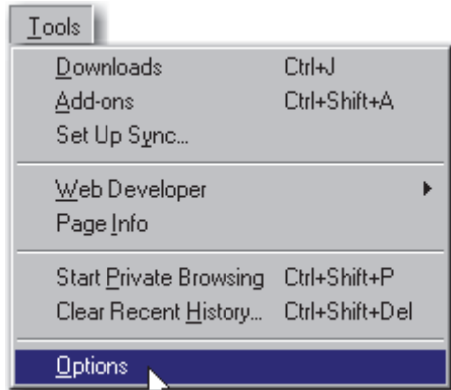 Tools
Downloads Ctrl+J
Add-ons Ctrl+Shift+A
Set Up Sync...
Web Developer
Page Info
Start Private Browsing Ctrl+Shift+P
Clear Recent History... Ctrl+Shift+Del
Options